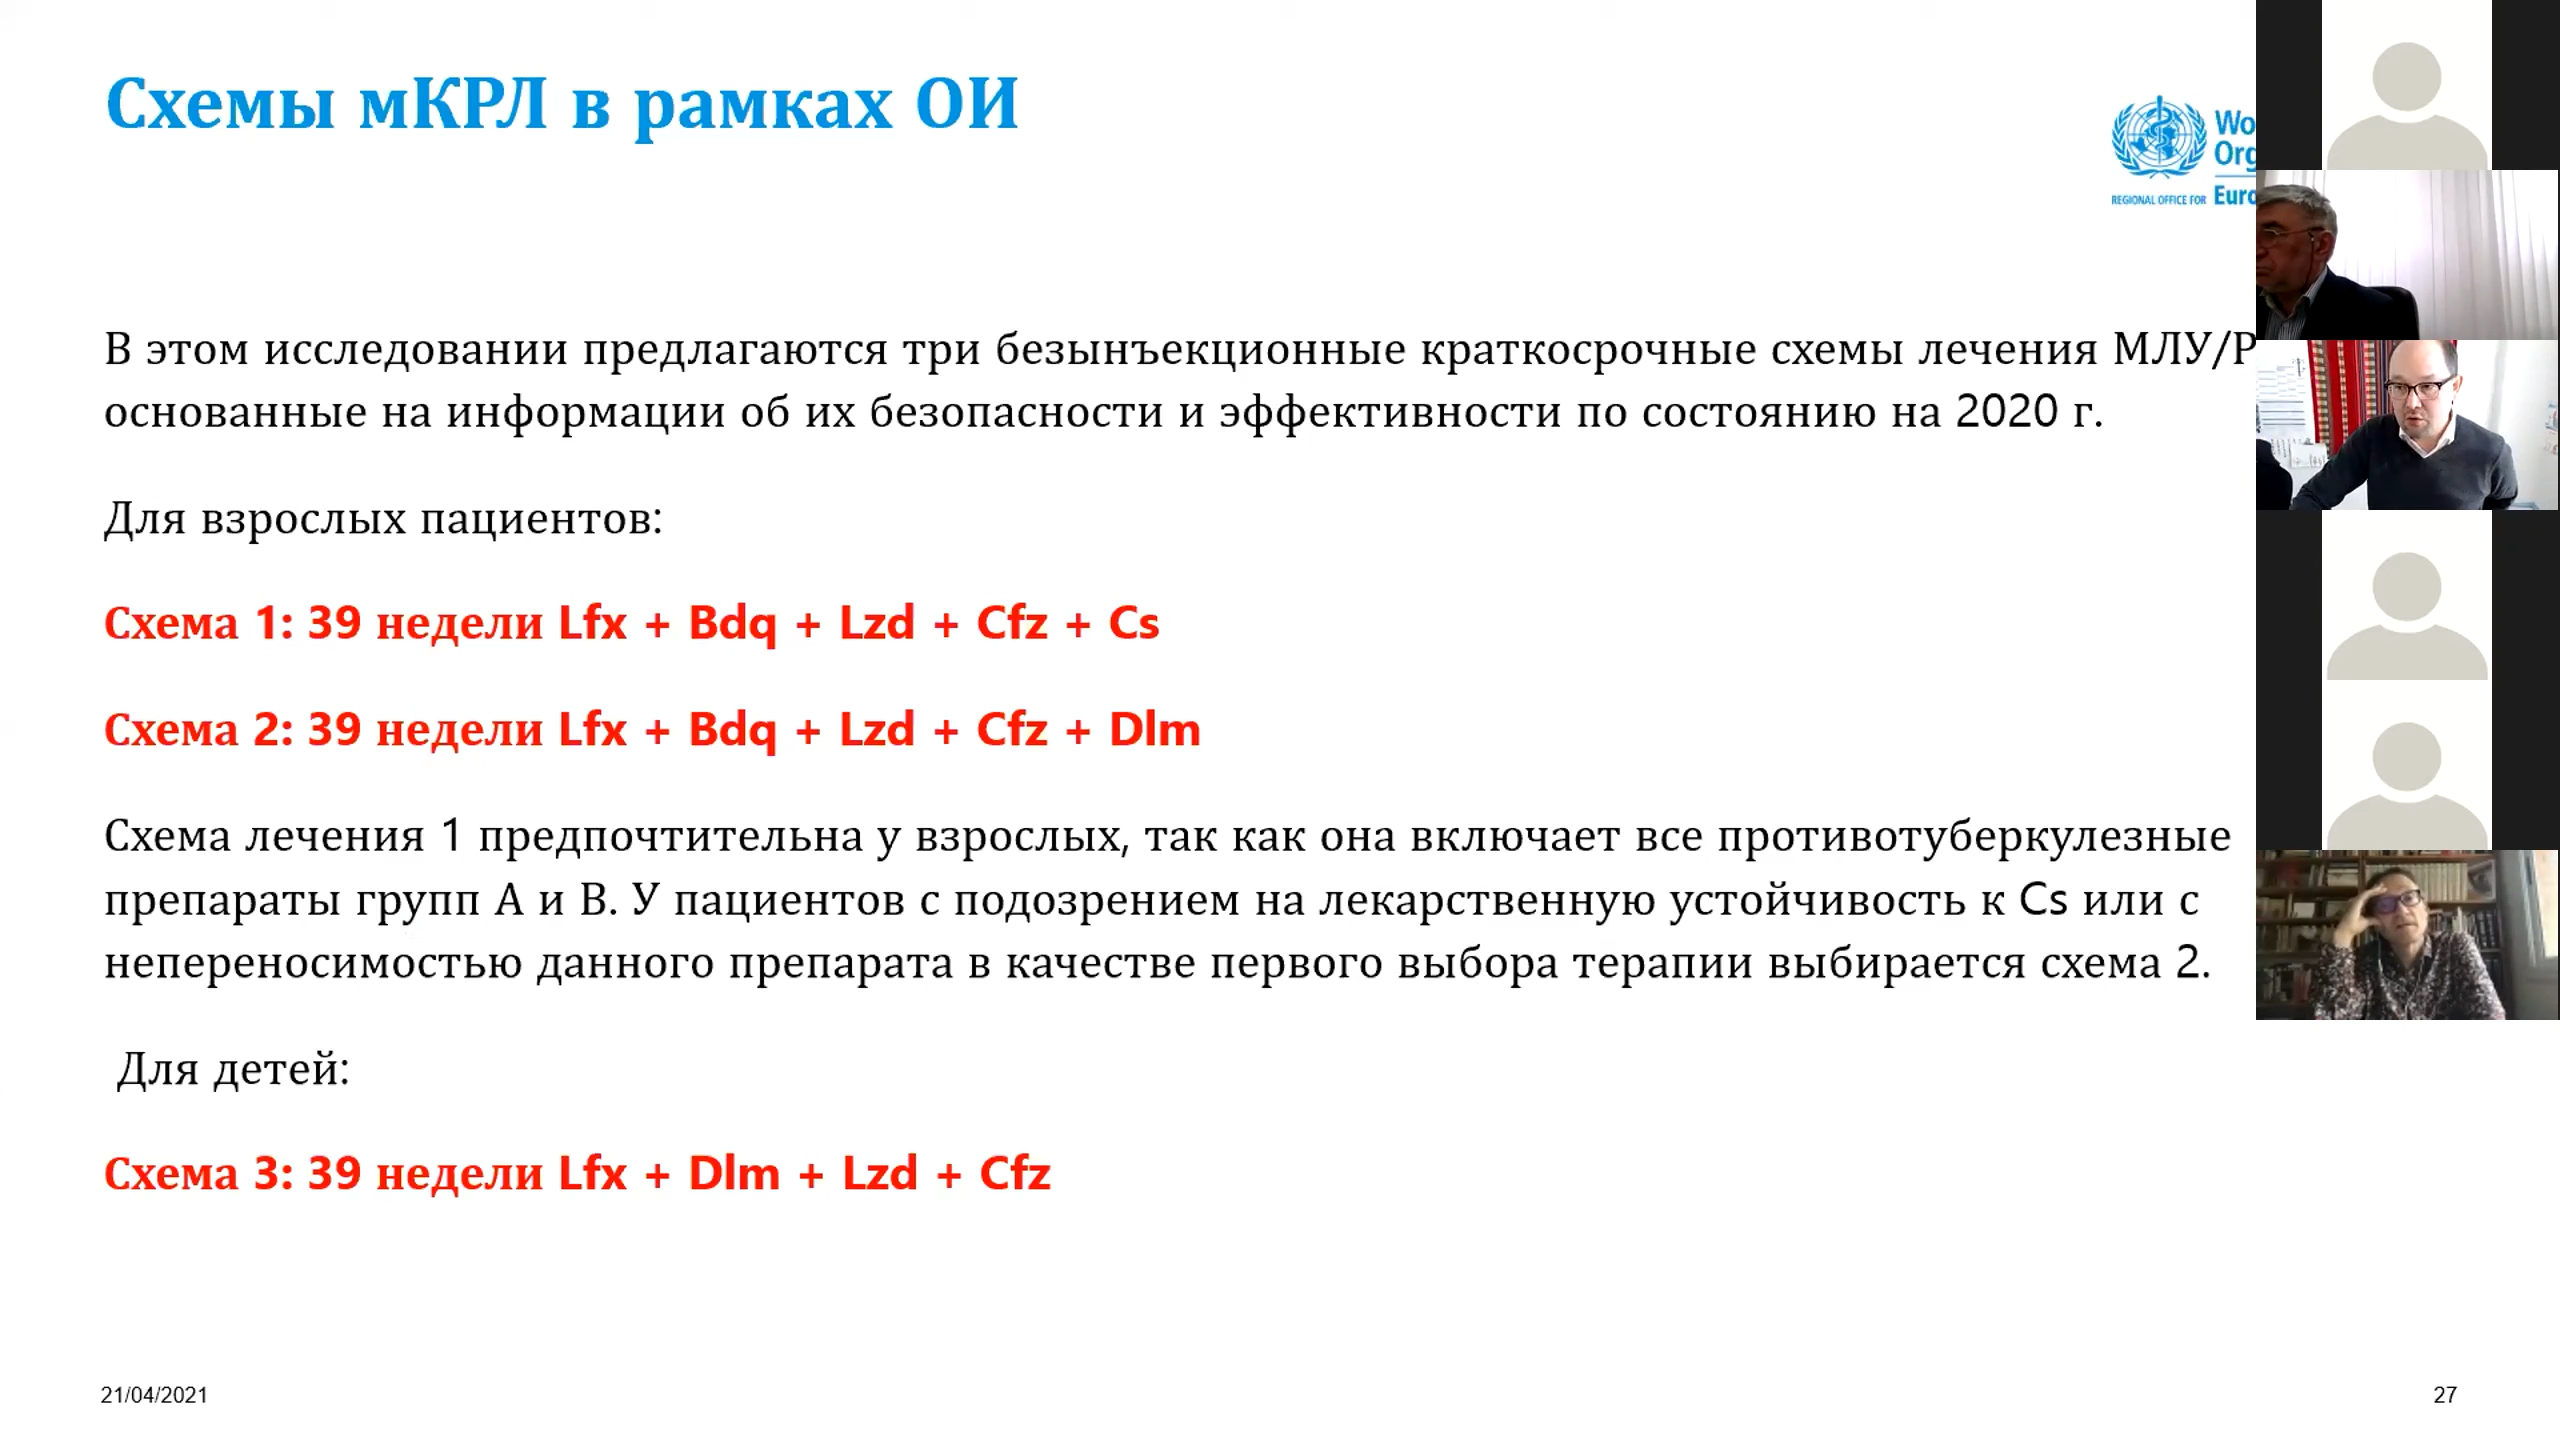 Схемы мКРЛ в рамках ОИ
REGIONAL OFFICE FOR
В этом исследовании предлагаются три безынъекционные краткосрочные схемы лечения МЛУ/Р
основанные на информации об их безопасности и эффективности по состоянию на 2020 г.
Для взрослых пациентов:
Схема 1: 39 недели Lfx + Bdq + Lzd + Cfz + Cs
Схема 2: 39 недели Lfx + Bdq + Lzd + Cfz + Dlm
Схема лечения 1 предпочтительна у взрослых, так как она включает все противотуберкулезные
препараты групп А и В. У пациентов с подозрением на лекарственную устойчивость к Cs или с
непереносимостью данного препарата в качестве первого выбора терапии выбирается схема 2.
Для детей:
Схема 3: 39 недели Lfx + Dlm + Lzd + Cfz
21/04/2021
27